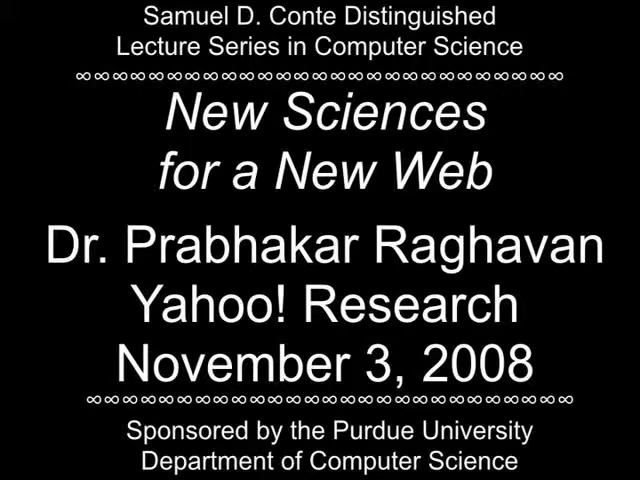 Samuel D. Conte Distinguished
Lecture Series in Computer Science
∞∞∞∞∞∞∞∞∞∞∞∞∞∞∞∞∞∞∞∞∞∞∞∞∞∞∞
New Sciences
for a New Web
Dr. Prabhakar Raghavan
Yahoo! Research
November 3, 2008
∞∞∞∞∞∞∞∞∞∞∞∞∞∞∞∞∞∞∞∞∞∞∞∞∞∞∞
Sponsored by the Purdue University
Department of Computer Science